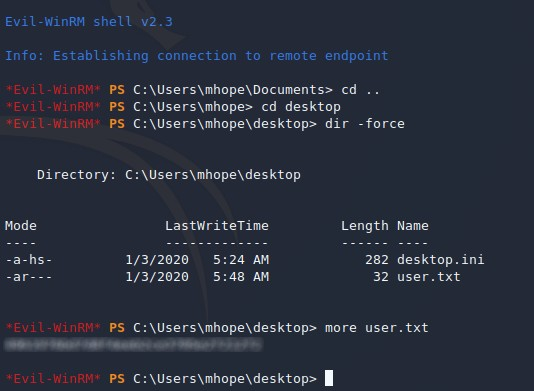 Evil-WinRM shell v2.3
Info: Establishing connection to remote endpoint
*Evil-WinRM* PS C:\Users\mhope\Documents> cd ..
*Evil-WinRM* PS C:\Users\mhope> cd desktop
*Evil-WinRM* PS C:\Users\mhope\desktop> dir -force
Directory: C:\Users\mhope\desktop
Mode LastWriteTime Length Name
---- ------------- ------ ----
-a-hs- 1/3/2020 5:24 AM 282 desktop.ini
-ar--- 1/3/2020 5:48 AM 32 user.txt
*Evil-WinRM* PS C:\Users\mhope\desktop> more user.txt
*Evil-WinRM* PS C:\Users\mhope\desktop>